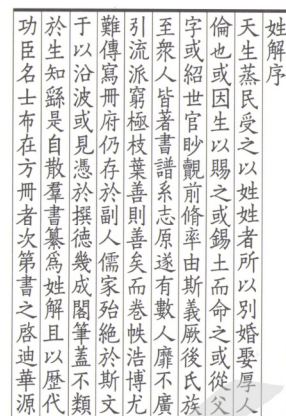 姓解序
天生蒸民受之以姓姓者所以別婚娶厚人
倫也或因生以賜之或錫土而命之或從父
字或紹世官眇觀前脩率由斯義厥後氏族
至衆人皆著書譜系志原遂有數人靡不廣
引流派窮極枝葉善則善矣而卷帙浩博尤
難傳寫冊府仍存於副人儒家殆絶於斯文
于以沿波或見憑於撰德幾成閣筆蓋不類
於生知繇是自散羣書纂爲姓解且以歷代
功臣名士布在方冊者次第書之啓迪華源